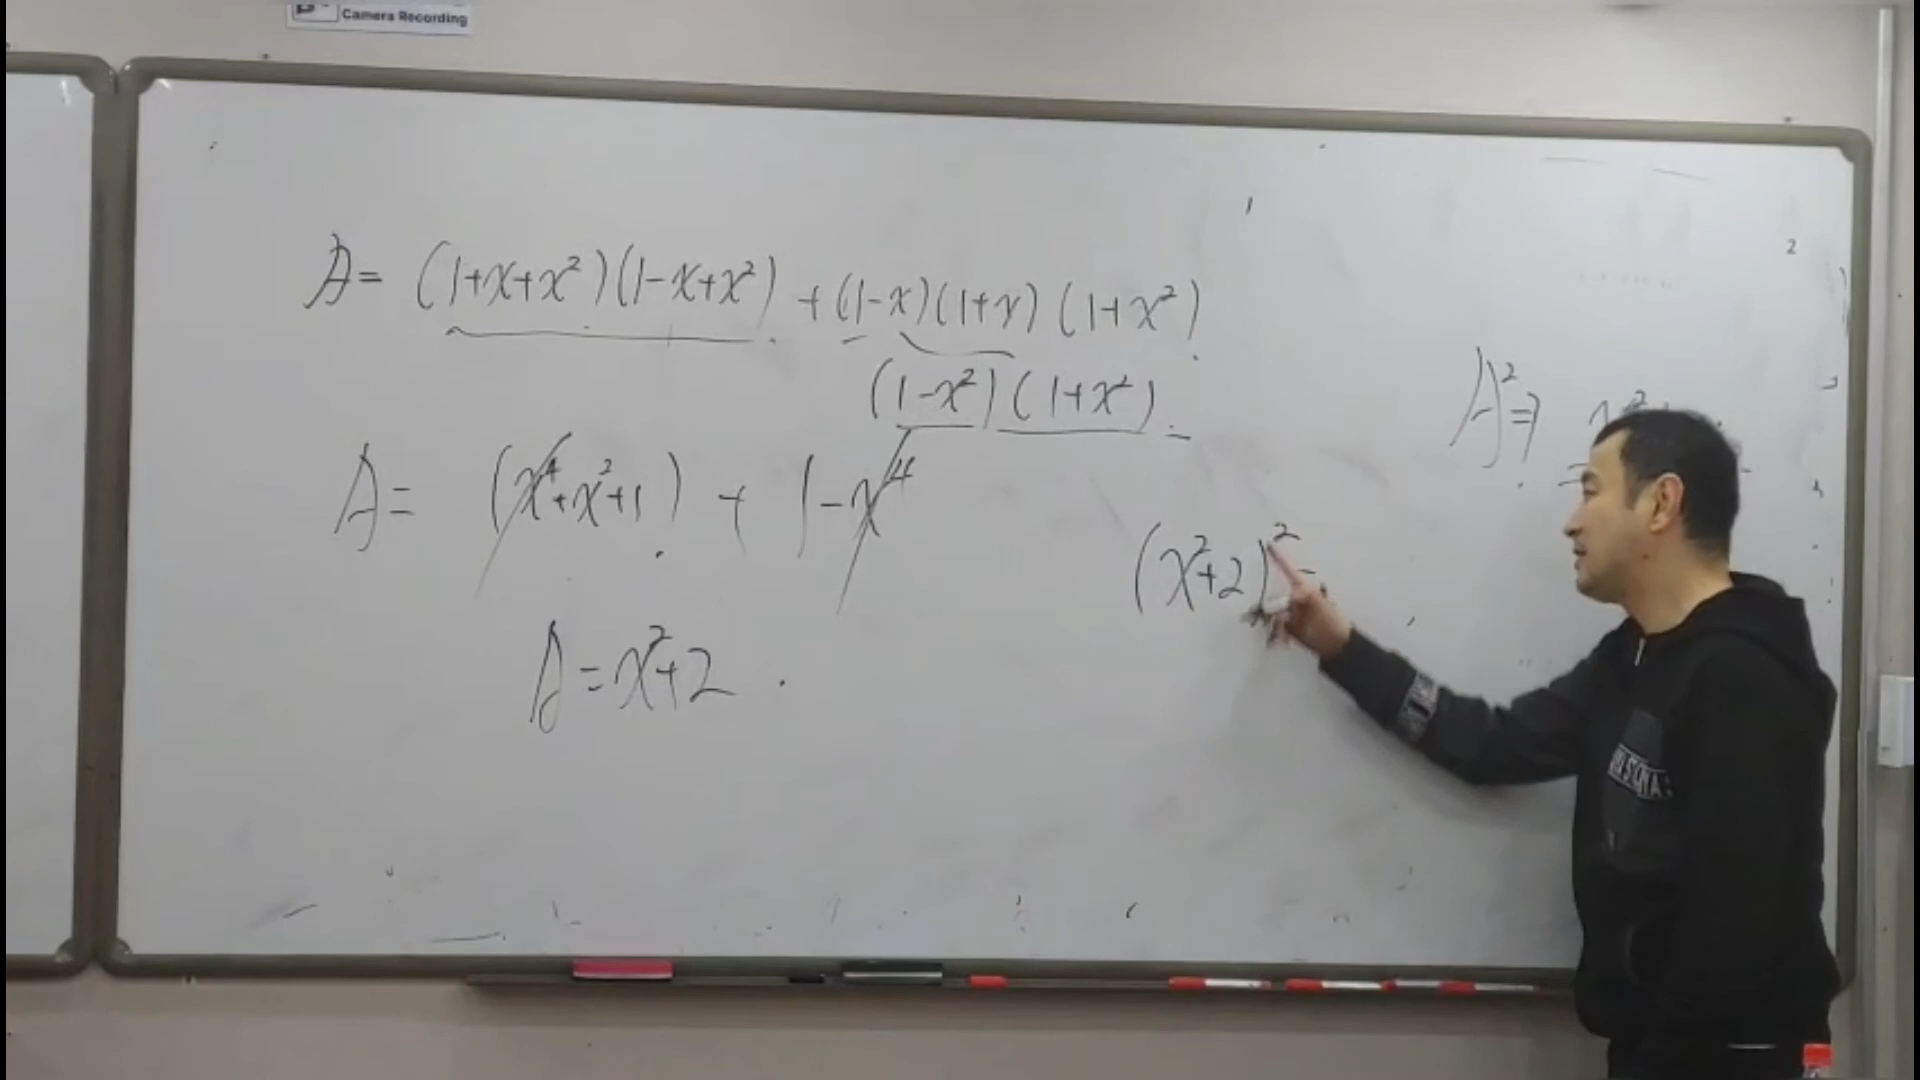 Camera Recording
A = (1+x+x²)(1-x+x²) + (1-x)(1+x)(1+x²)
(1-x²)(1+x²)
A² = ?
A = (x⁴+x²+1) + 1-x⁴
(x²+2)² =
A = x²+2
2